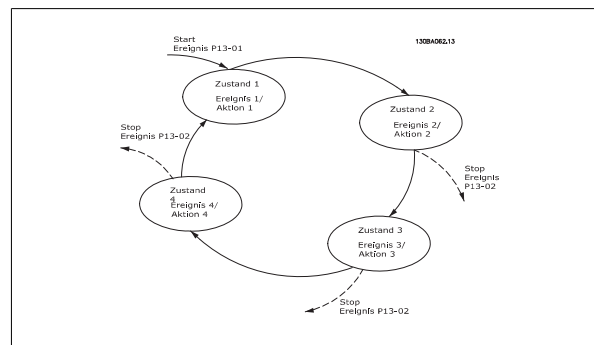 Start
Ereignis P13-01
130BA062.13
Zustand 1
Ereignis 1/
Aktion 1
Zustand 2
Ereignis 2/
Aktion 2
Stop
Ereignis P13-02
Stop
Ereignis
P13-02
Zustand
4
Ereignis 4/
Aktion 4
Zustand 3
Ereignis 3/
Aktion 3
Stop
Ereignis P13-02